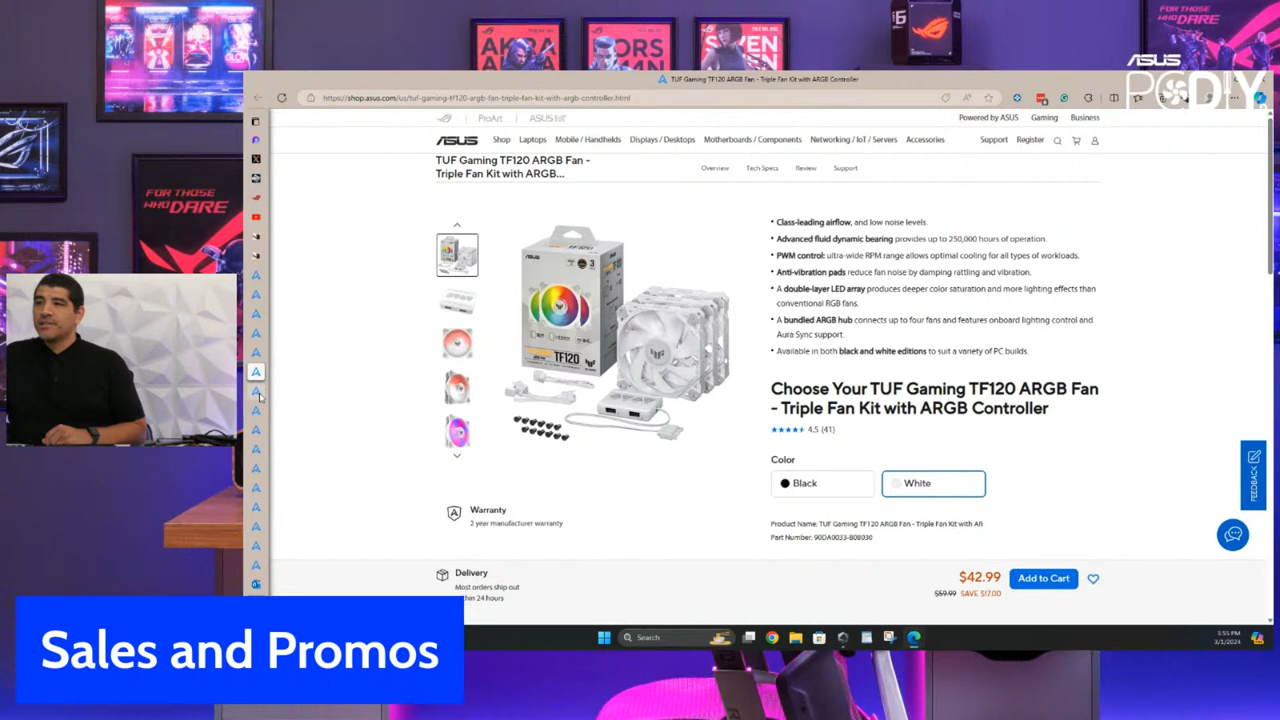 FOR THOSE
WHO DARE
ASUS
PODIY
TUF Gaming TF120 ARGB Fan - Triple Fan Kit with ARGB Controller
https://shop.asus.com/us/tuf-gaming-tf120-argb-fan-triple-fan-kit-with-argb-controller.html
ProArt
Powered by ASUS Gaming Business
ASUS Shop Laptops Mobile / Handhelds Displays / Desktops Motherboards / Components Networking / IoT / Servers Accessories Support Register
TUF Gaming TF120 ARGB Fan -
Triple Fan Kit with ARGB...
Overview Tech Specs Review Support
FOR THOSE
WHO DARE
• Class-leading airflow, and low noise levels.
• Advanced fluid dynamic bearing provides up to 250,000 hours of operation.
• PWM control: ultra-wide RPM range allows optimal cooling for all types of workloads.
• Anti-vibration pads reduce fan noise by damping rattling and vibration.
• A double-layer LED array produces deeper color saturation and more lighting effects than
conventional RGB fans.
• A bundled ARGB hub connects up to four fans and features onboard lighting control and
Aura Sync support.
• Available in both black and white editions to suit a variety of PC builds.
TF120
Choose Your TUF Gaming TF120 ARGB Fan
- Triple Fan Kit with ARGB Controller
4.5 (41)
Color
Black White
Warranty
2 year manufacturer warranty
Product Name: TUF Gaming TF120 ARGB Fan - Triple Fan Kit with AR
Part Number: 90DA0033-B08030
FEEDBACK
Delivery
Most orders ship out
within 24 hours
$42.99
$59.99 SAVE $17.00
Add to Cart
Search
3:55 PM
3/1/2024
Sales and Promos